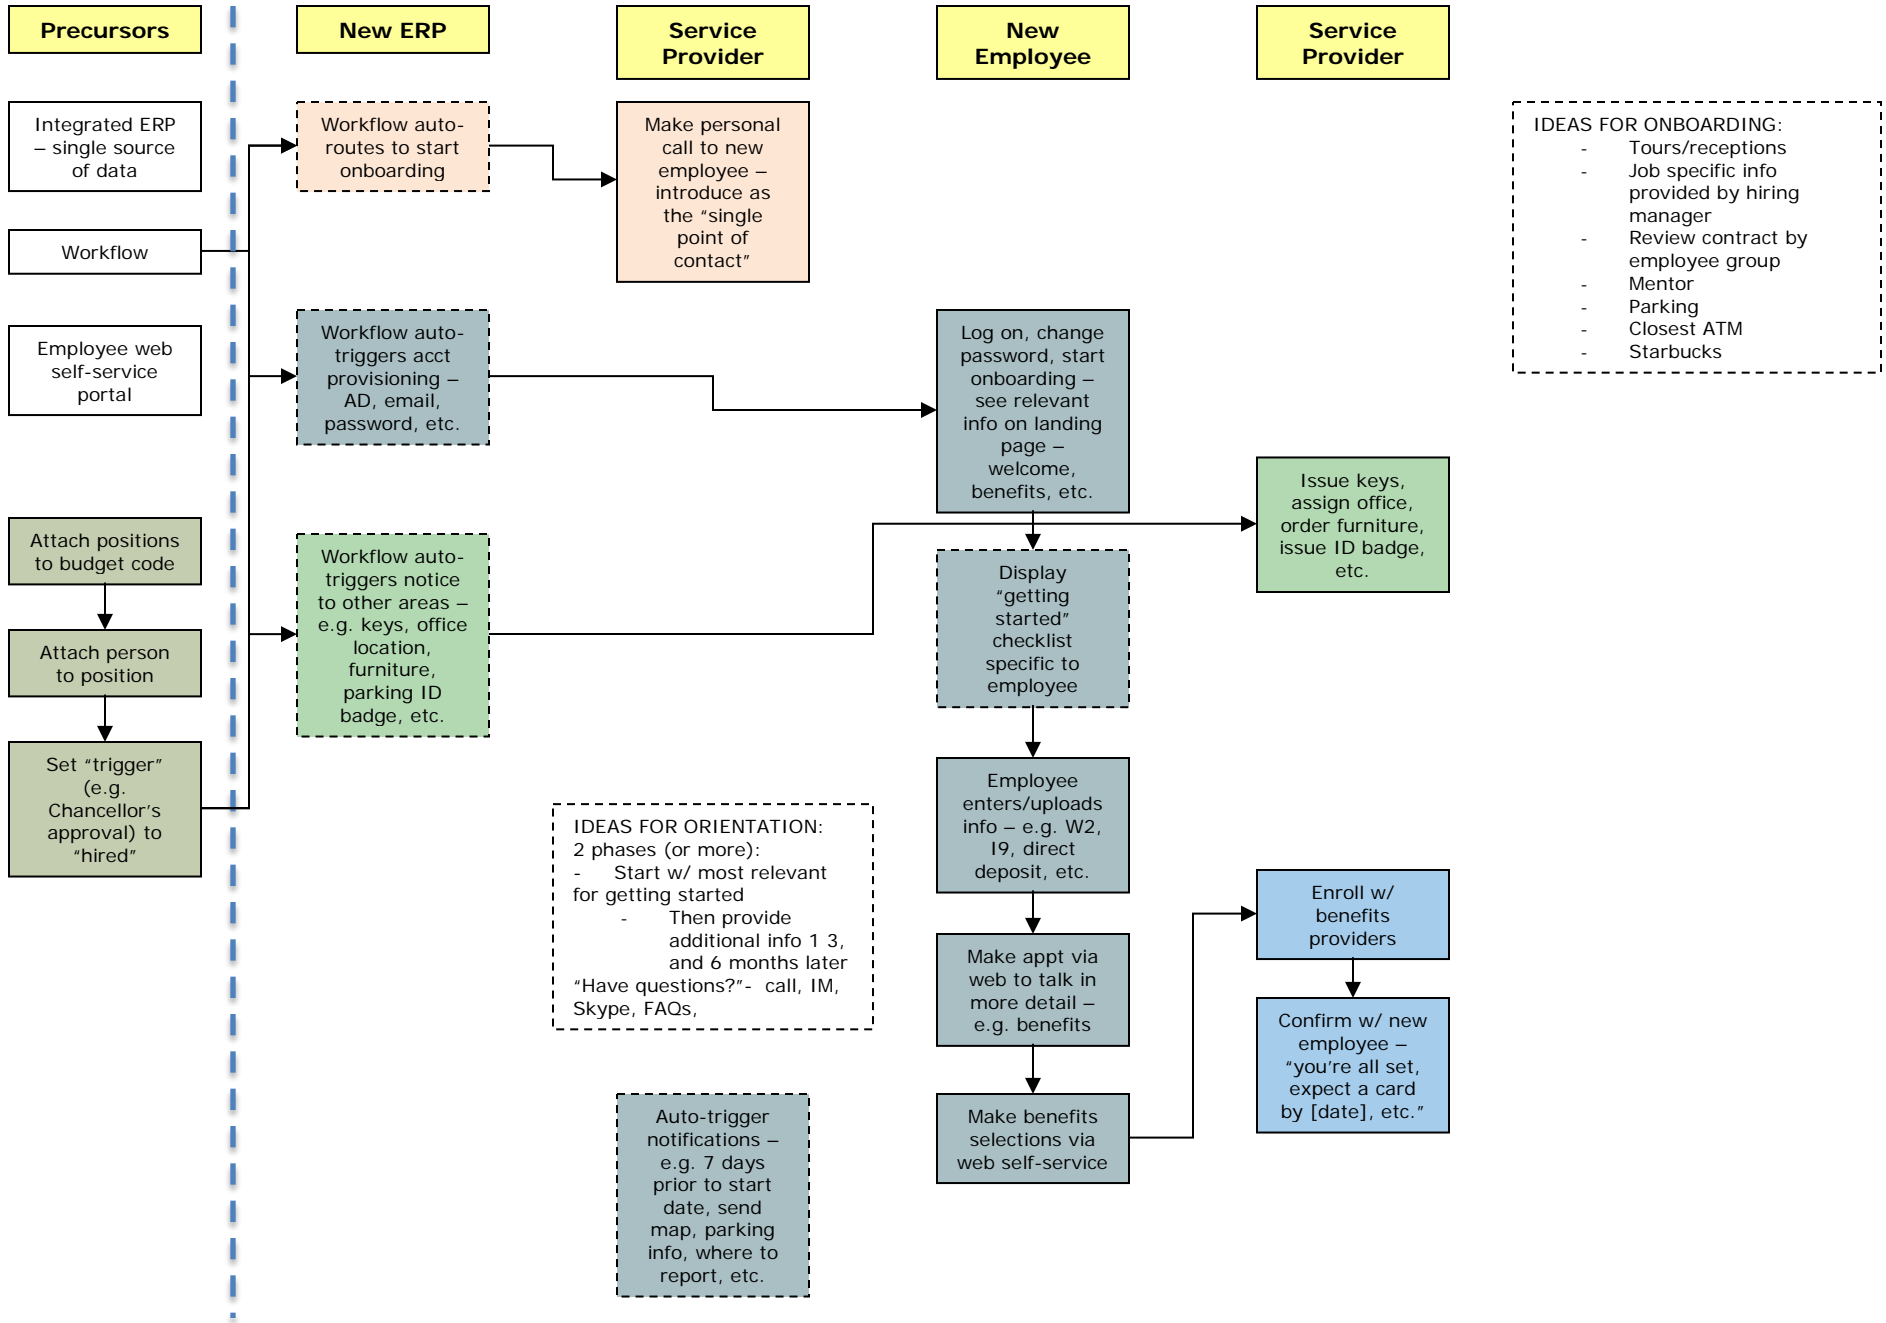 Precursors
New ERP
Service
Provider
New
Employee
Service
Provider
Integrated ERP
– single source
of data
Workflow
Employee web
self-service
portal
Attach positions
to budget code
Attach person
to position
Set “trigger”
(e.g.
Chancellor’s
approval) to
“hired”
Workflow auto-
routes to start
onboarding
Workflow auto-
triggers acct
provisioning –
AD, email,
password, etc.
Workflow auto-
triggers notice
to other areas –
e.g. keys, office
location,
furniture,
parking ID
badge, etc.
Make personal
call to new
employee –
introduce as
the “single
point of
contact”
IDEAS FOR ORIENTATION:
2 phases (or more):
- Start w/ most relevant
for getting started
- Then provide
additional info 1 3,
and 6 months later
“Have questions?”- call, IM,
Skype, FAQs,
Auto-trigger
notifications –
e.g. 7 days
prior to start
date, send
map, parking
info, where to
report, etc.
Log on, change
password, start
onboarding –
see relevant
info on landing
page –
welcome,
benefits, etc.
Display
“getting
started”
checklist
specific to
employee
Employee
enters/uploads
info – e.g. W2,
I9, direct
deposit, etc.
Make appt via
web to talk in
more detail –
e.g. benefits
Make benefits
selections via
web self-service
Issue keys,
assign office,
order furniture,
issue ID badge,
etc.
Enroll w/
benefits
providers
Confirm w/ new
employee –
“you’re all set,
expect a card
by [date], etc.”
IDEAS FOR ONBOARDING:
- Tours/receptions
- Job specific info
provided by hiring
manager
- Review contract by
employee group
- Mentor
- Parking
- Closest ATM
- Starbucks